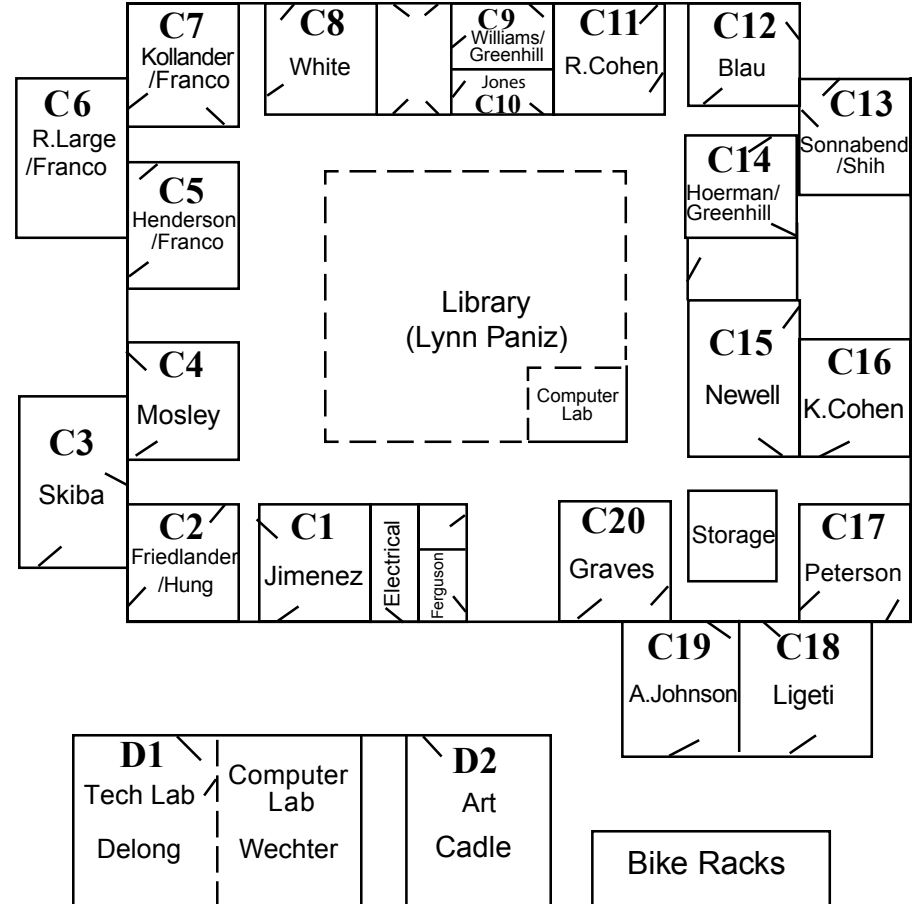 C7
Kollander
/Franco
C8
White
C9
Williams/
Greenhill
Jones
C10
C11
R.Cohen
C12
Blau
C6
R.Large
/Franco
C13
Sonnabend
/Shih
C5
Henderson
/Franco
C14
Hoerman/
Greenhill
Library
(Lynn Paniz)
Computer
Lab
C4
Mosley
C15
Newell
C16
K.Cohen
C3
Skiba
C2
Friedlander
/Hung
C1
Jimenez
Electrical
Ferguson
C20
Graves
Storage
C17
Peterson
C19
A.Johnson
C18
Ligeti
D1
Tech Lab
Delong
Computer
Lab
Wechter
D2
Art
Cadle
Bike Racks